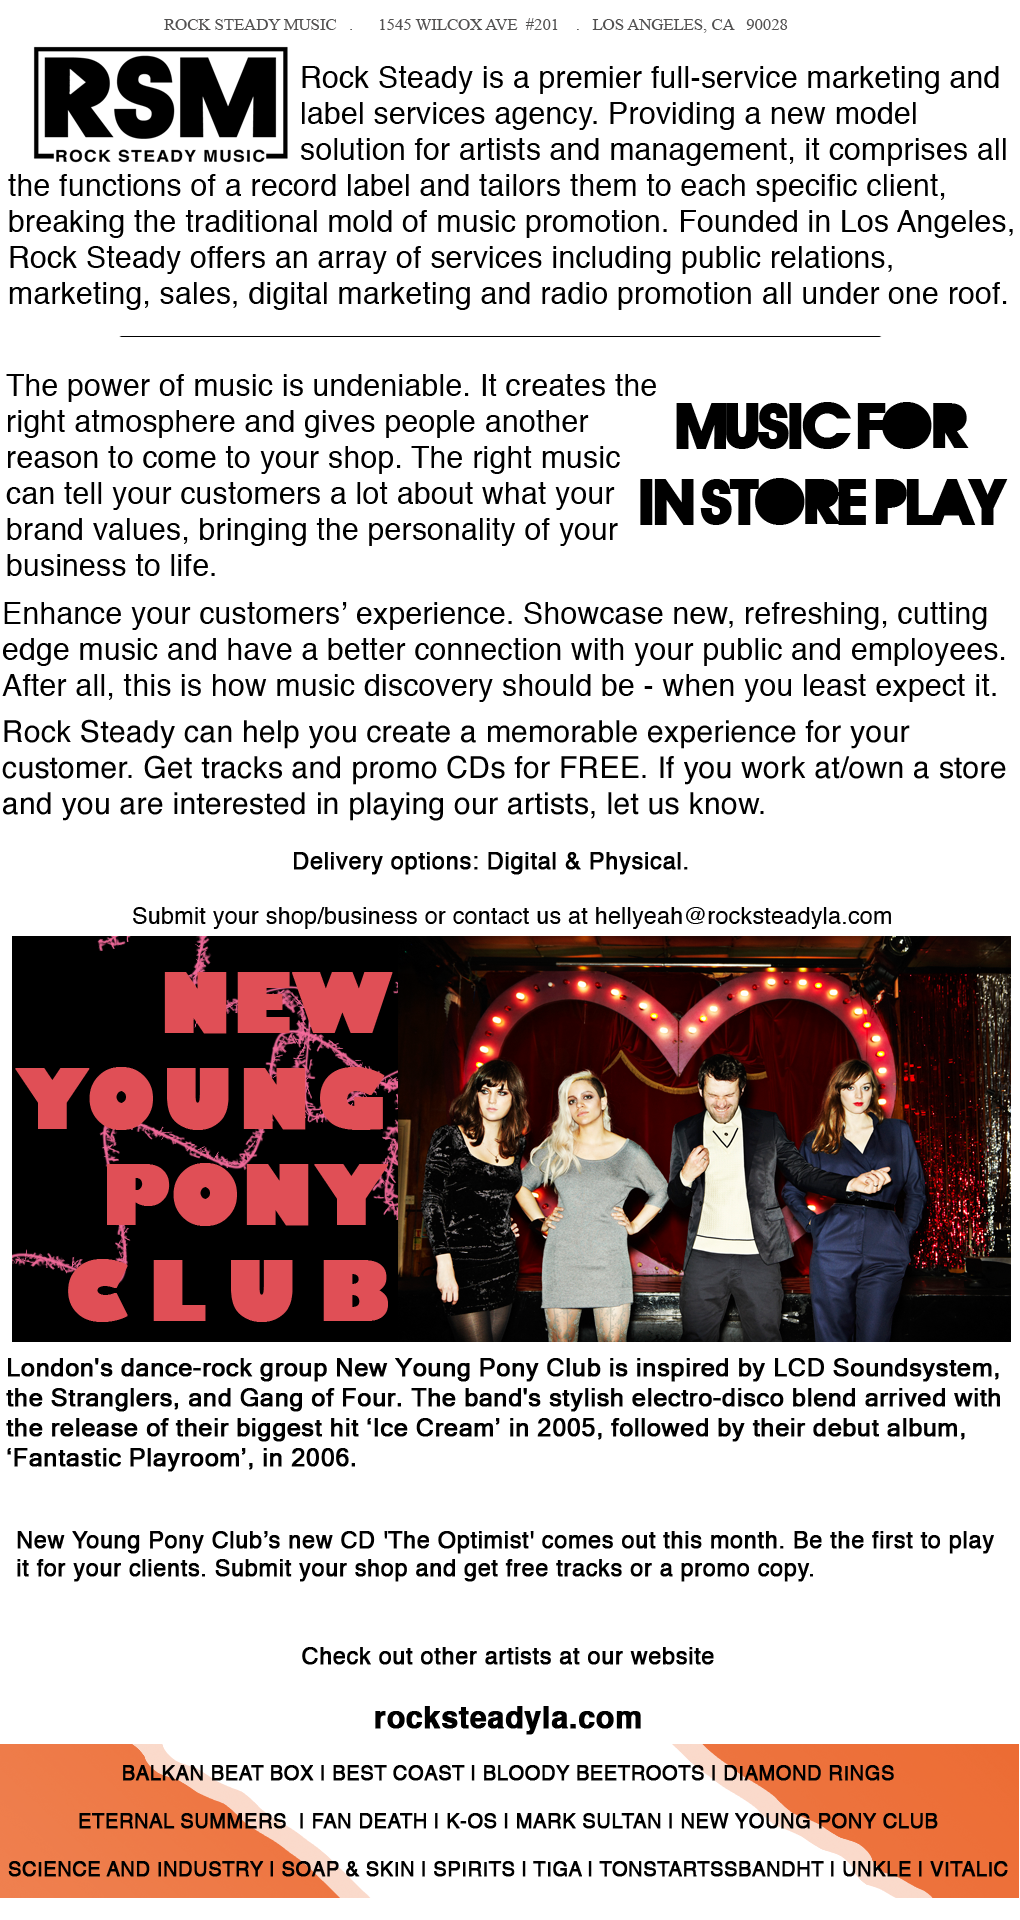 ROCK STEADY MUSIC . 1545 WILCOX AVE #201 . LOS ANGELES, CA 90028
RSM
ROCK STEADY MUSIC
Rock Steady is a premier full-service marketing and
label services agency. Providing a new model
solution for artists and management, it comprises all
the functions of a record label and tailors them to each specific client,
breaking the traditional mold of music promotion. Founded in Los Angeles,
Rock Steady offers an array of services including public relations,
marketing, sales, digital marketing and radio promotion all under one roof.
The power of music is undeniable. It creates the
right atmosphere and gives people another
reason to come to your shop. The right music
can tell your customers a lot about what your
brand values, bringing the personality of your
business to life.
MUSIC FOR
IN STORE PLAY
Enhance your customers’ experience. Showcase new, refreshing, cutting
edge music and have a better connection with your public and employees.
After all, this is how music discovery should be - when you least expect it.
Rock Steady can help you create a memorable experience for your
customer. Get tracks and promo CDs for FREE. If you work at/own a store
and you are interested in playing our artists, let us know.
Delivery options: Digital & Physical.
Submit your shop/business or contact us at hellyeah@rocksteadyla.com
NEW
YOUNG
PONY
CLUB
London's dance-rock group New Young Pony Club is inspired by LCD Soundsystem,
the Stranglers, and Gang of Four. The band's stylish electro-disco blend arrived with
the release of their biggest hit ‘Ice Cream’ in 2005, followed by their debut album,
‘Fantastic Playroom’, in 2006.
New Young Pony Club’s new CD 'The Optimist' comes out this month. Be the first to play
it for your clients. Submit your shop and get free tracks or a promo copy.
Check out other artists at our website
rocksteadyla.com
BALKAN BEAT BOX I BEST COAST I BLOODY BEETROOTS I DIAMOND RINGS
ETERNAL SUMMERS I FAN DEATH I K-OS I MARK SULTAN I NEW YOUNG PONY CLUB
SCIENCE AND INDUSTRY I SOAP & SKIN I SPIRITS I TIGA I TONSTARTSSBANDHT I UNKLE I VITALIC